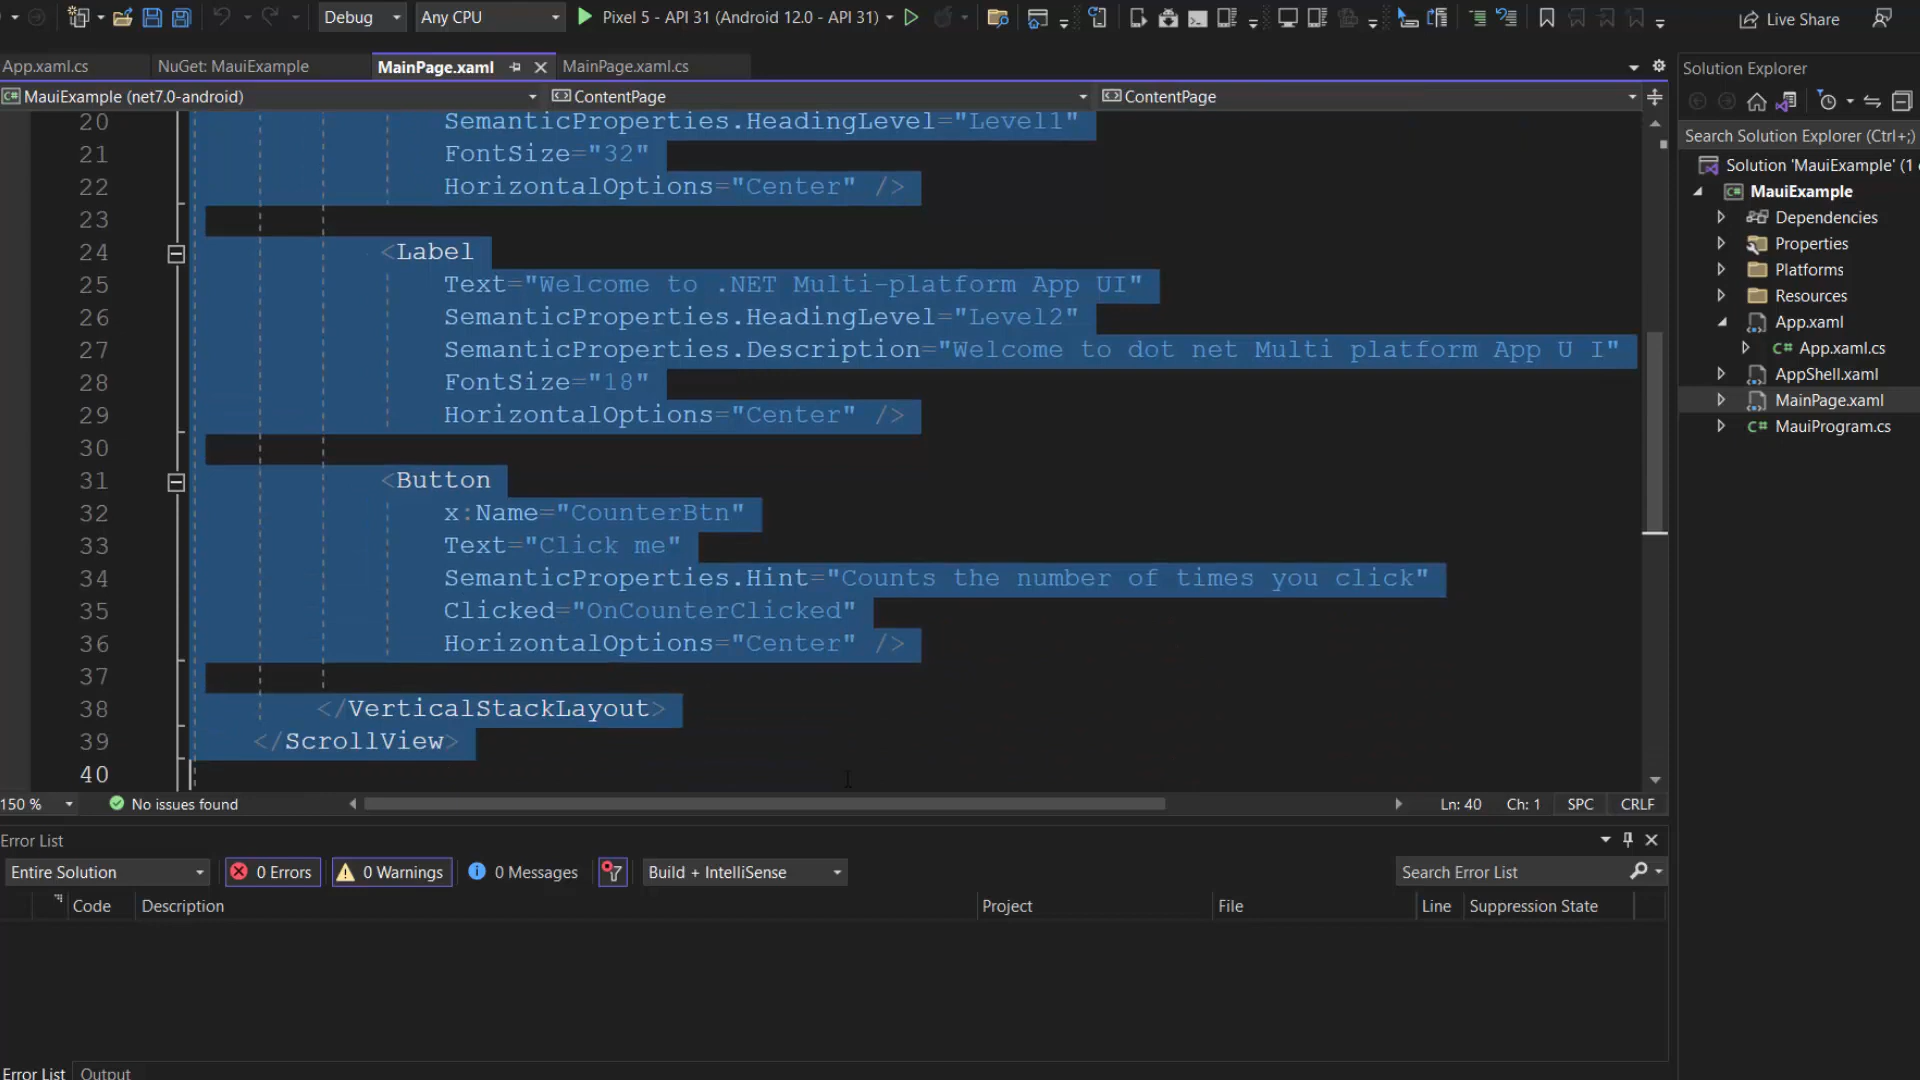 Debug
Any CPU
Pixel 5 - API 31 (Android 12.0 - API 31)
Live Share
App.xaml.cs
NuGet: MauiExample
MainPage.xaml
MainPage.xaml.cs
MauiExample (net7.0-android)
ContentPage
ContentPage
20 SemanticProperties.HeadingLevel="Level1"
21 FontSize="32"
22 HorizontalOptions="Center" />
23
24 <Label
25 Text="Welcome to .NET Multi-platform App UI"
26 SemanticProperties.HeadingLevel="Level2"
27 SemanticProperties.Description="Welcome to dot net Multi platform App U I"
28 FontSize="18"
29 HorizontalOptions="Center" />
30
31 <Button
32 x:Name="CounterBtn"
33 Text="Click me"
34 SemanticProperties.Hint="Counts the number of times you click"
35 Clicked="OnCounterClicked"
36 HorizontalOptions="Center" />
37
38 </VerticalStackLayout>
39 </ScrollView>
40
150 %
No issues found
Ln: 40
Ch: 1
SPC
CRLF
Solution Explorer
Search Solution Explorer (Ctrl+;)
Solution 'MauiExample' (1
MauiExample
Dependencies
Properties
Platforms
Resources
App.xaml
C# App.xaml.cs
AppShell.xaml
MainPage.xaml
C# MauiProgram.cs
Error List
Entire Solution
0 Errors
0 Warnings
0 Messages
Build + IntelliSense
Search Error List
Code
Description
Project
File
Line
Suppression State
Error List
Output